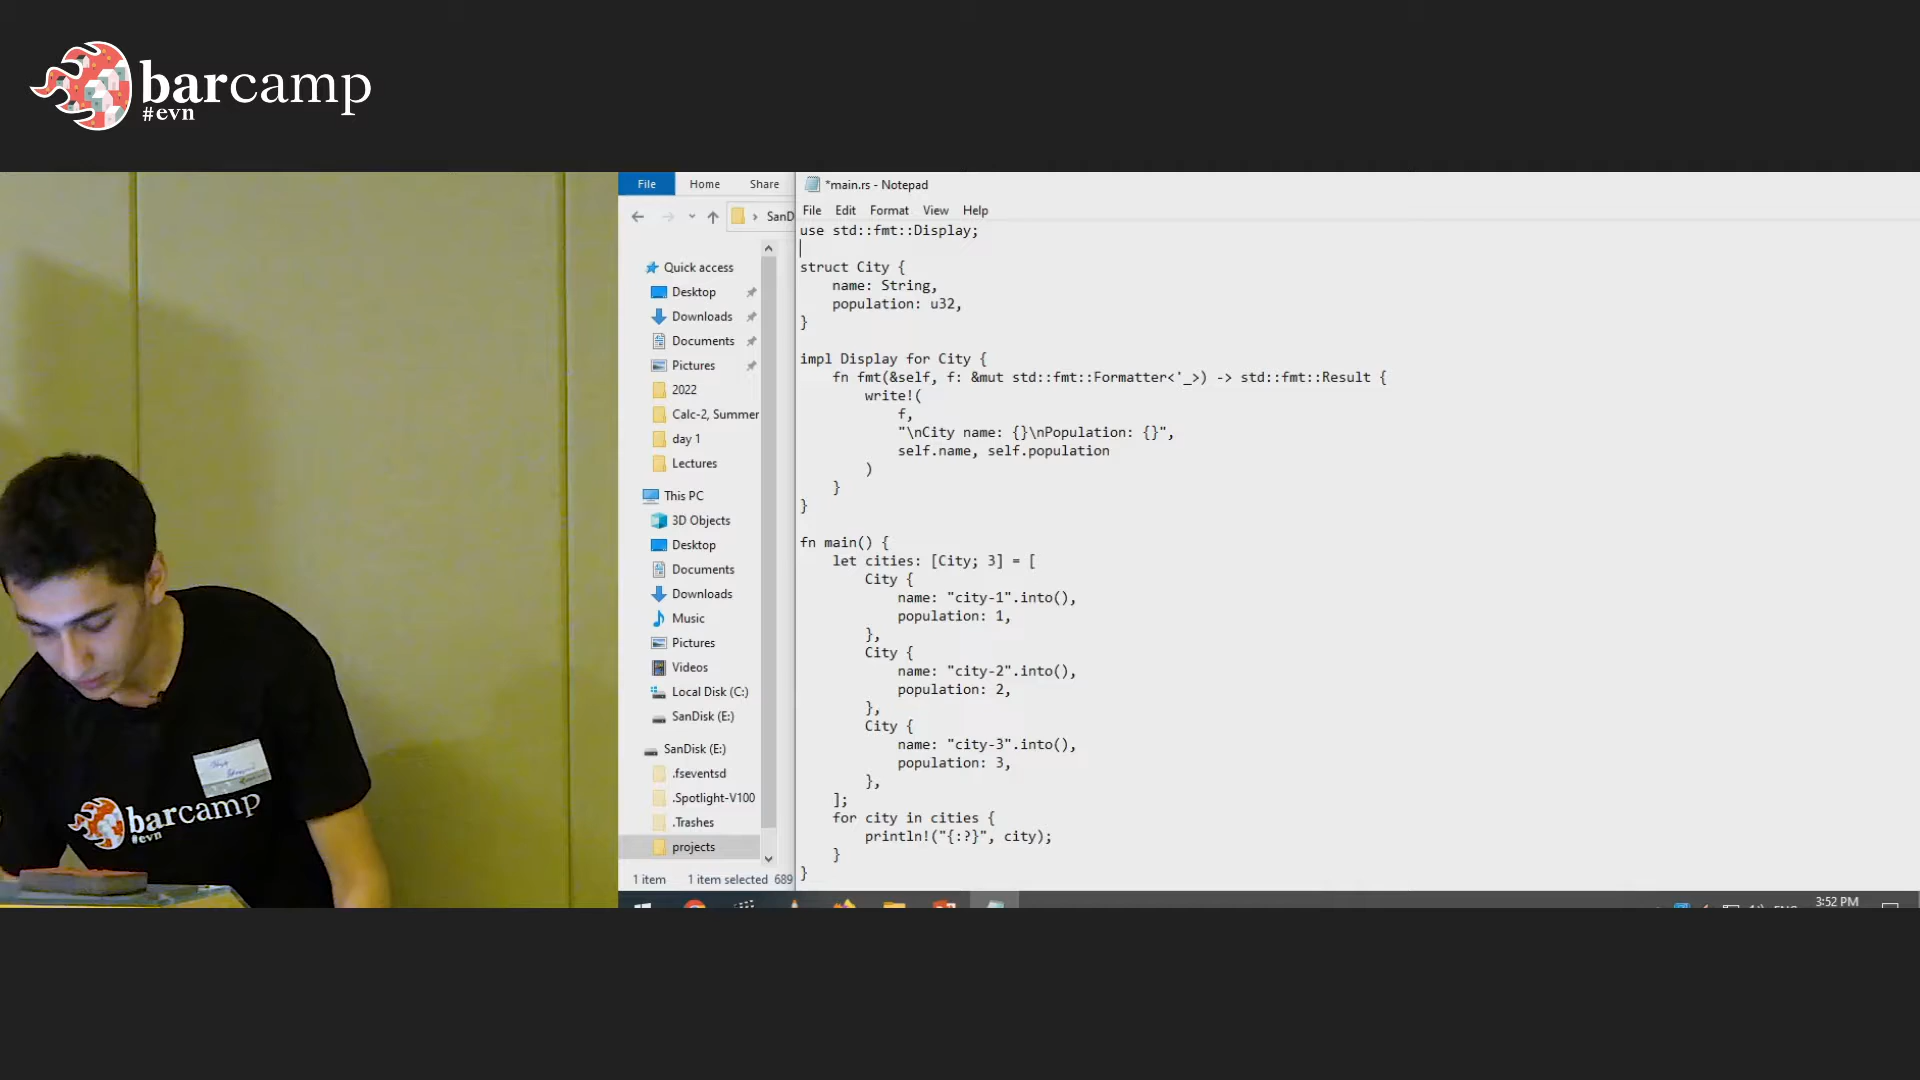 barcamp
#evn
File Home Share
SanD
Quick access
Desktop
Downloads
Documents
Pictures
2022
Calc-2, Summer
day 1
Lectures
This PC
3D Objects
Desktop
Documents
Downloads
Music
Pictures
Videos
Local Disk (C:)
SanDisk (E:)
SanDisk (E:)
.fseventsd
.Spotlight-V100
.Trashes
projects
1 item 1 item selected 689
*main.rs - Notepad
File Edit Format View Help
use std::fmt::Display;
struct City {
    name: String,
    population: u32,
}
impl Display for City {
    fn fmt(&self, f: &mut std::fmt::Formatter<'_>) -> std::fmt::Result {
        write!(
            f,
            "\nCity name: {}\nPopulation: {}",
            self.name, self.population
        )
    }
}
fn main() {
    let cities: [City; 3] = [
        City {
            name: "city-1".into(),
            population: 1,
        },
        City {
            name: "city-2".into(),
            population: 2,
        },
        City {
            name: "city-3".into(),
            population: 3,
        },
    ];
    for city in cities {
        println!("{:?}", city);
    }
}
3:52 PM
barcamp
#evn